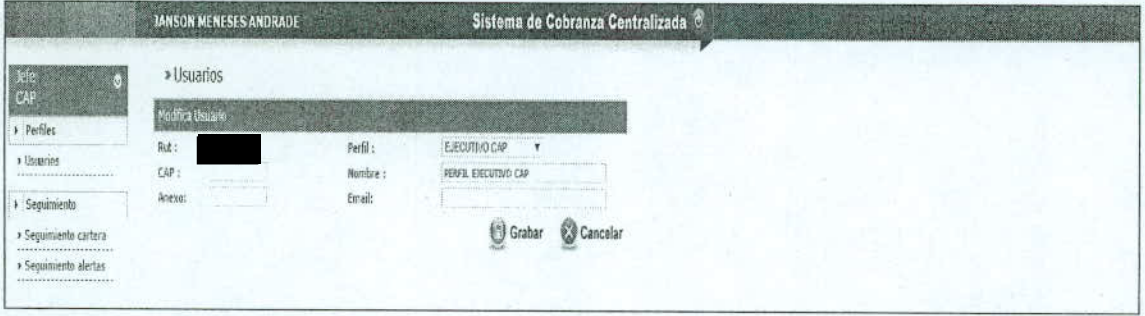 JANSON MENESES ANDRADE
Sistema de Cobranza Centralizada
Jefe
CAP
Perfiles
Usuarios
Seguimiento
Seguimiento cartera
Seguimiento alertas
» Usuarios
Modifica Usuario
Rut :
Perfil :
EJECUTIVO CAP
CAP :
Nombre :
PERFIL EJECUTIVO CAP
Anexo:
Email:
Grabar
Cancelar